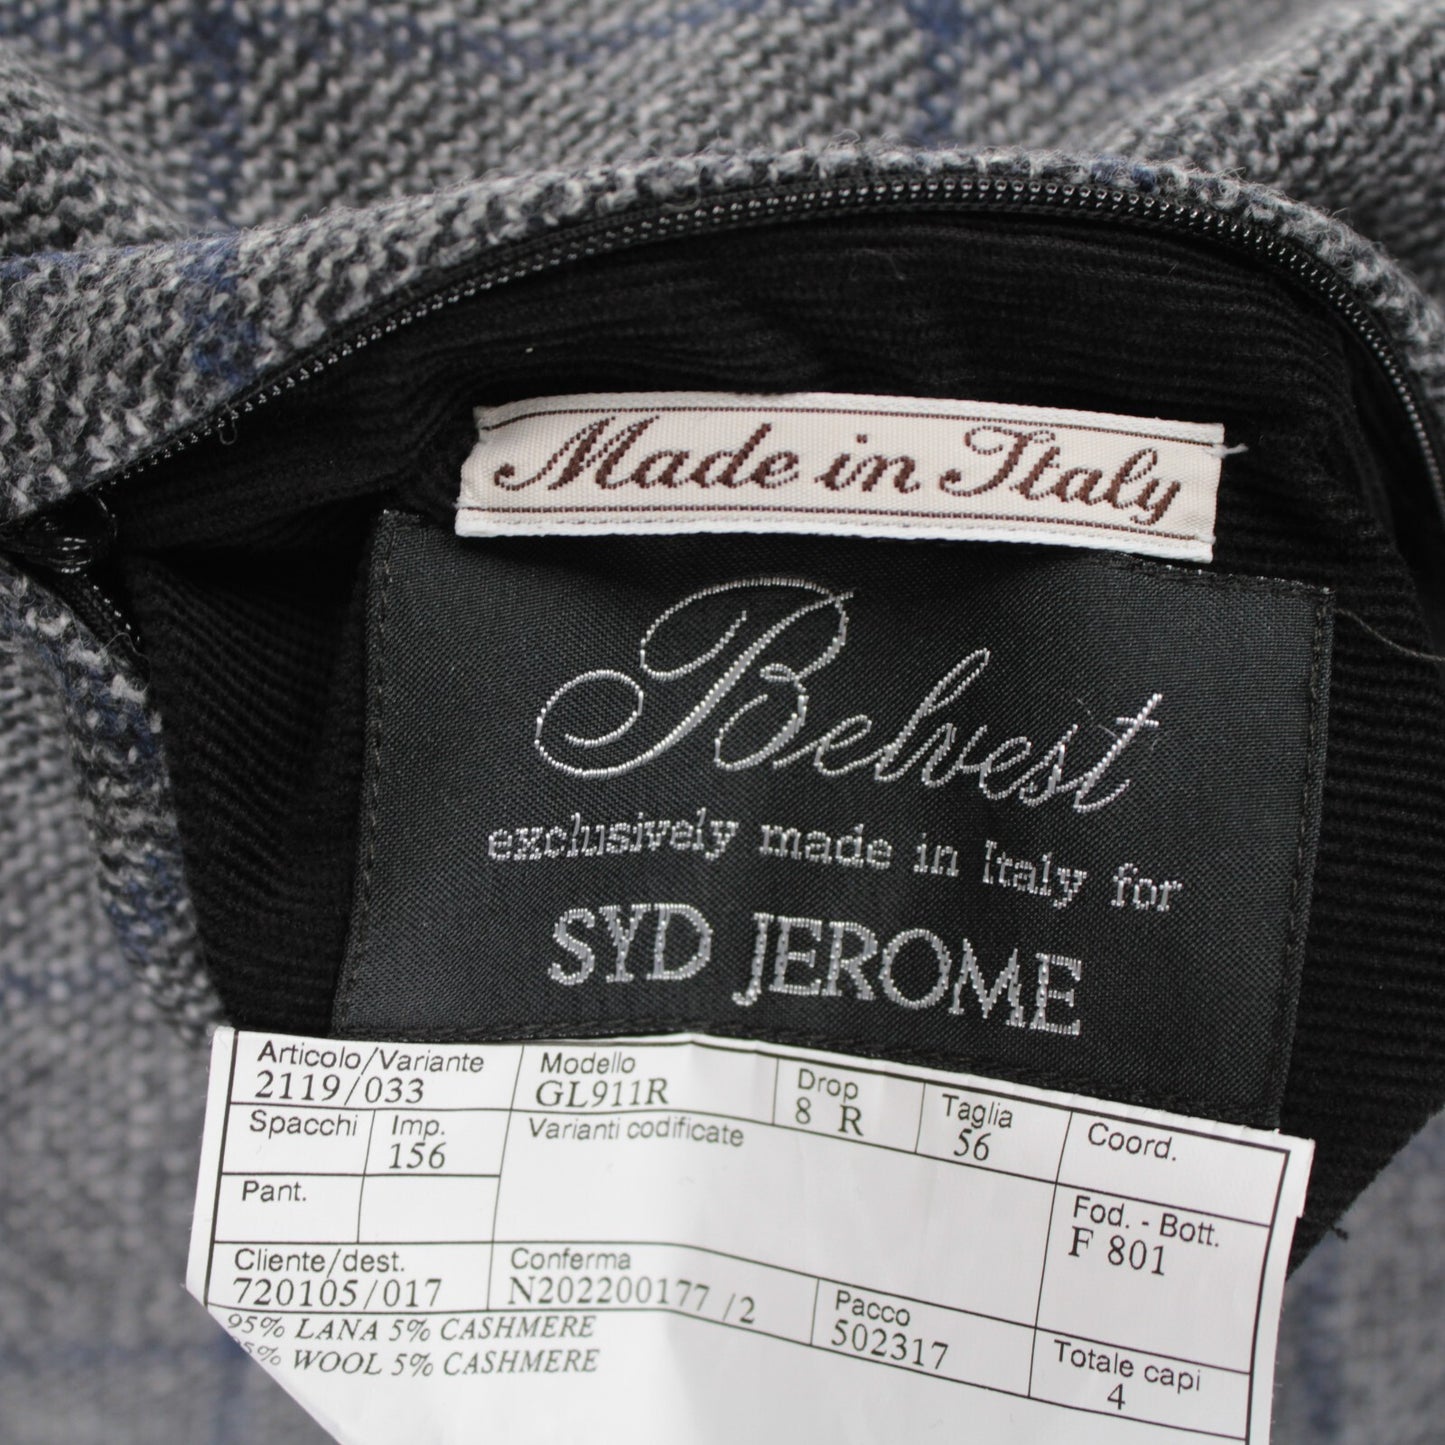 Made in Italy
Belvest
exclusively made in Italy for
SYD JEROME
Articolo/Variante Modello Drop Taglia Coord.
2119/033 GL911R 8 R 56
Spacchi Imp. Varianti codificate
156
Pant. Fod. - Bott.
F 801
Cliente/dest. Conferma Pacco
720105/017 N202200177 /2 502317
Totale capi
4
95% LANA 5% CASHMERE
95% WOOL 5% CASHMERE